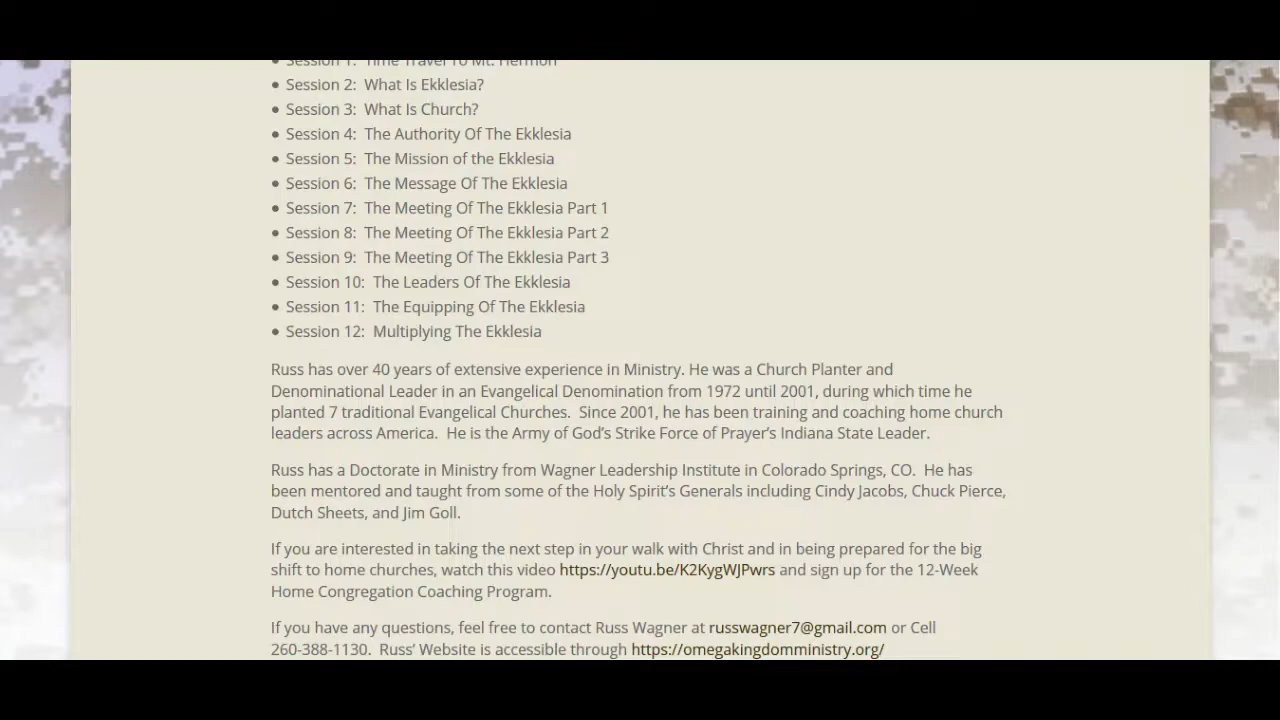 • Session 1:  Time Travel To Mt. Hermon
• Session 2:  What Is Ekklesia?
• Session 3:  What Is Church?
• Session 4:  The Authority Of The Ekklesia
• Session 5:  The Mission of the Ekklesia
• Session 6:  The Message Of The Ekklesia
• Session 7:  The Meeting Of The Ekklesia Part 1
• Session 8:  The Meeting Of The Ekklesia Part 2
• Session 9:  The Meeting Of The Ekklesia Part 3
• Session 10:  The Leaders Of The Ekklesia
• Session 11:  The Equipping Of The Ekklesia
• Session 12:  Multiplying The Ekklesia
Russ has over 40 years of extensive experience in Ministry. He was a Church Planter and
Denominational Leader in an Evangelical Denomination from 1972 until 2001, during which time he
planted 7 traditional Evangelical Churches.  Since 2001, he has been training and coaching home church
leaders across America.  He is the Army of God’s Strike Force of Prayer’s Indiana State Leader.
Russ has a Doctorate in Ministry from Wagner Leadership Institute in Colorado Springs, CO.  He has
been mentored and taught from some of the Holy Spirit’s Generals including Cindy Jacobs, Chuck Pierce,
Dutch Sheets, and Jim Goll.
If you are interested in taking the next step in your walk with Christ and in being prepared for the big
shift to home churches, watch this video https://youtu.be/K2KygWJPwrs and sign up for the 12-Week
Home Congregation Coaching Program.
If you have any questions, feel free to contact Russ Wagner at russwagner7@gmail.com or Cell
260-388-1130.  Russ’ Website is accessible through https://omegakingdomministry.org/